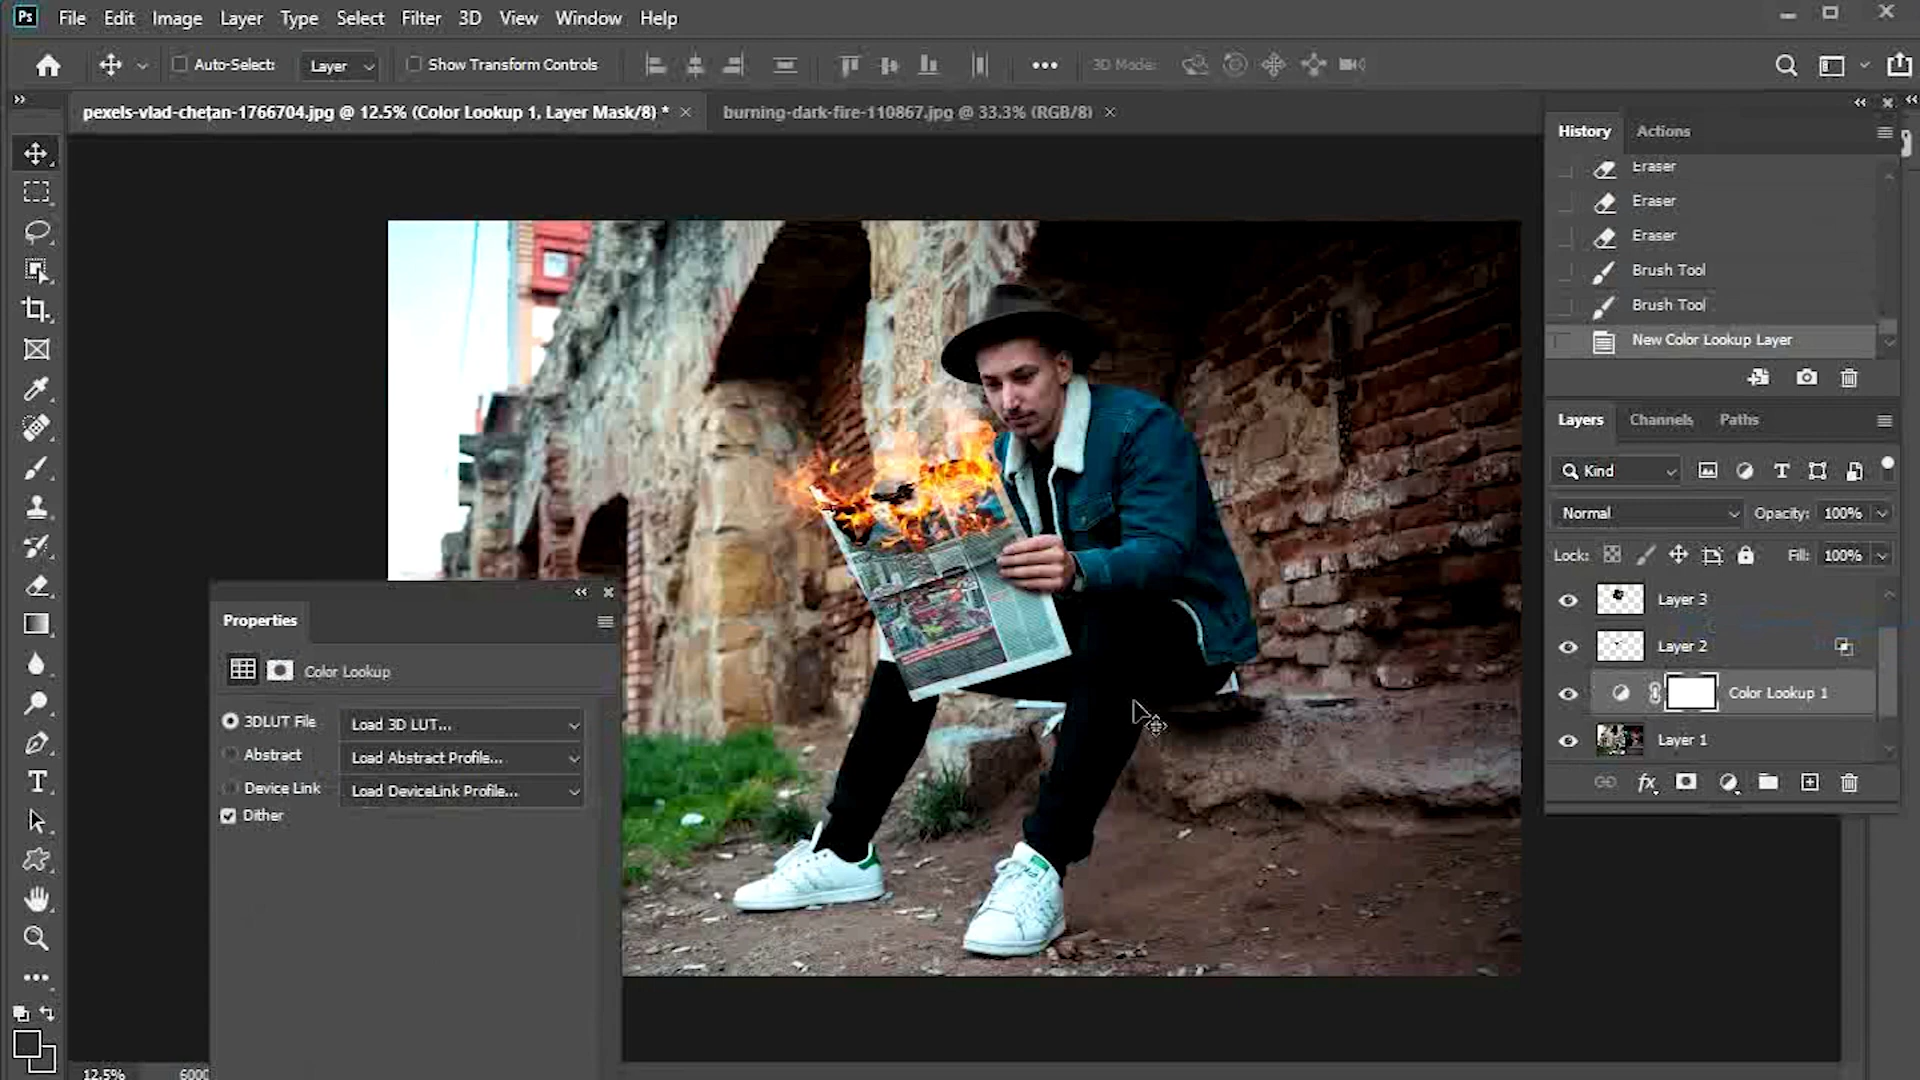 Ps File Edit Image Layer Type Select Filter 3D View Window Help
Auto-Select: Layer Show Transform Controls 3D Mode:
pexels-vlad-chetan-1766704.jpg @ 12.5% (Color Lookup 1, Layer Mask/8) * burning-dark-fire-110867.jpg @ 33.3% (RGB/8)
History Actions
Eraser
Eraser
Eraser
Brush Tool
Brush Tool
New Color Lookup Layer
Layers Channels Paths
Kind
Normal Opacity: 100%
Lock: Fill: 100%
Layer 3
Layer 2
Color Lookup 1
Layer 1
fx
Properties
Color Lookup
3DLUT File Load 3D LUT...
Abstract Load Abstract Profile...
Device Link Load DeviceLink Profile...
Dither
12.5%